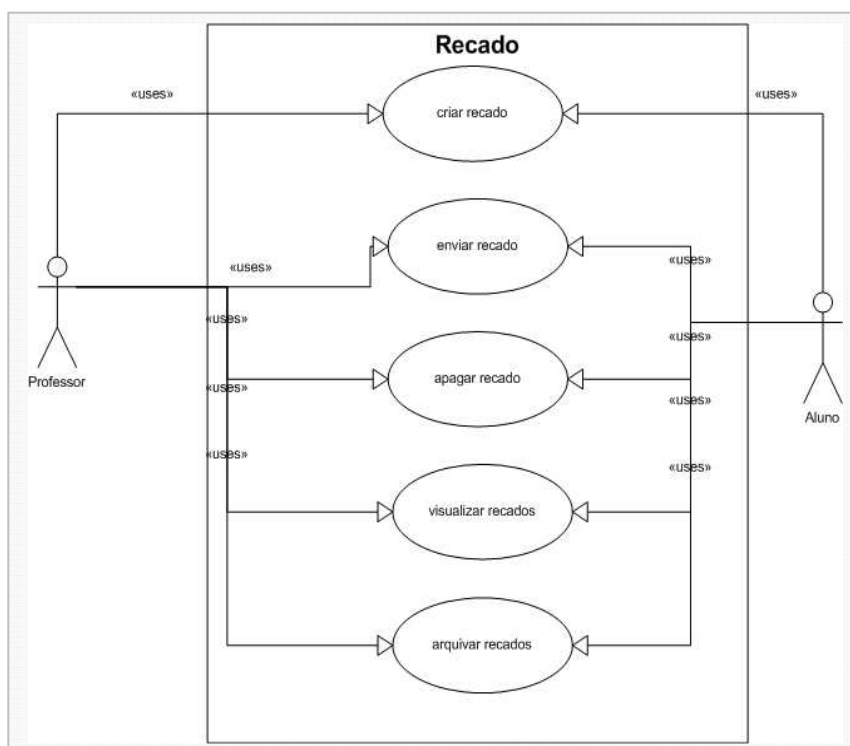 Recado
«uses»
«uses»
criar recado
enviar recado
«uses»
«uses»
«uses»
«uses»
Professor
apagar recado
«uses»
«uses»
«uses»
Aluno
«uses»
«uses»
visualizar recados
arquivar recados